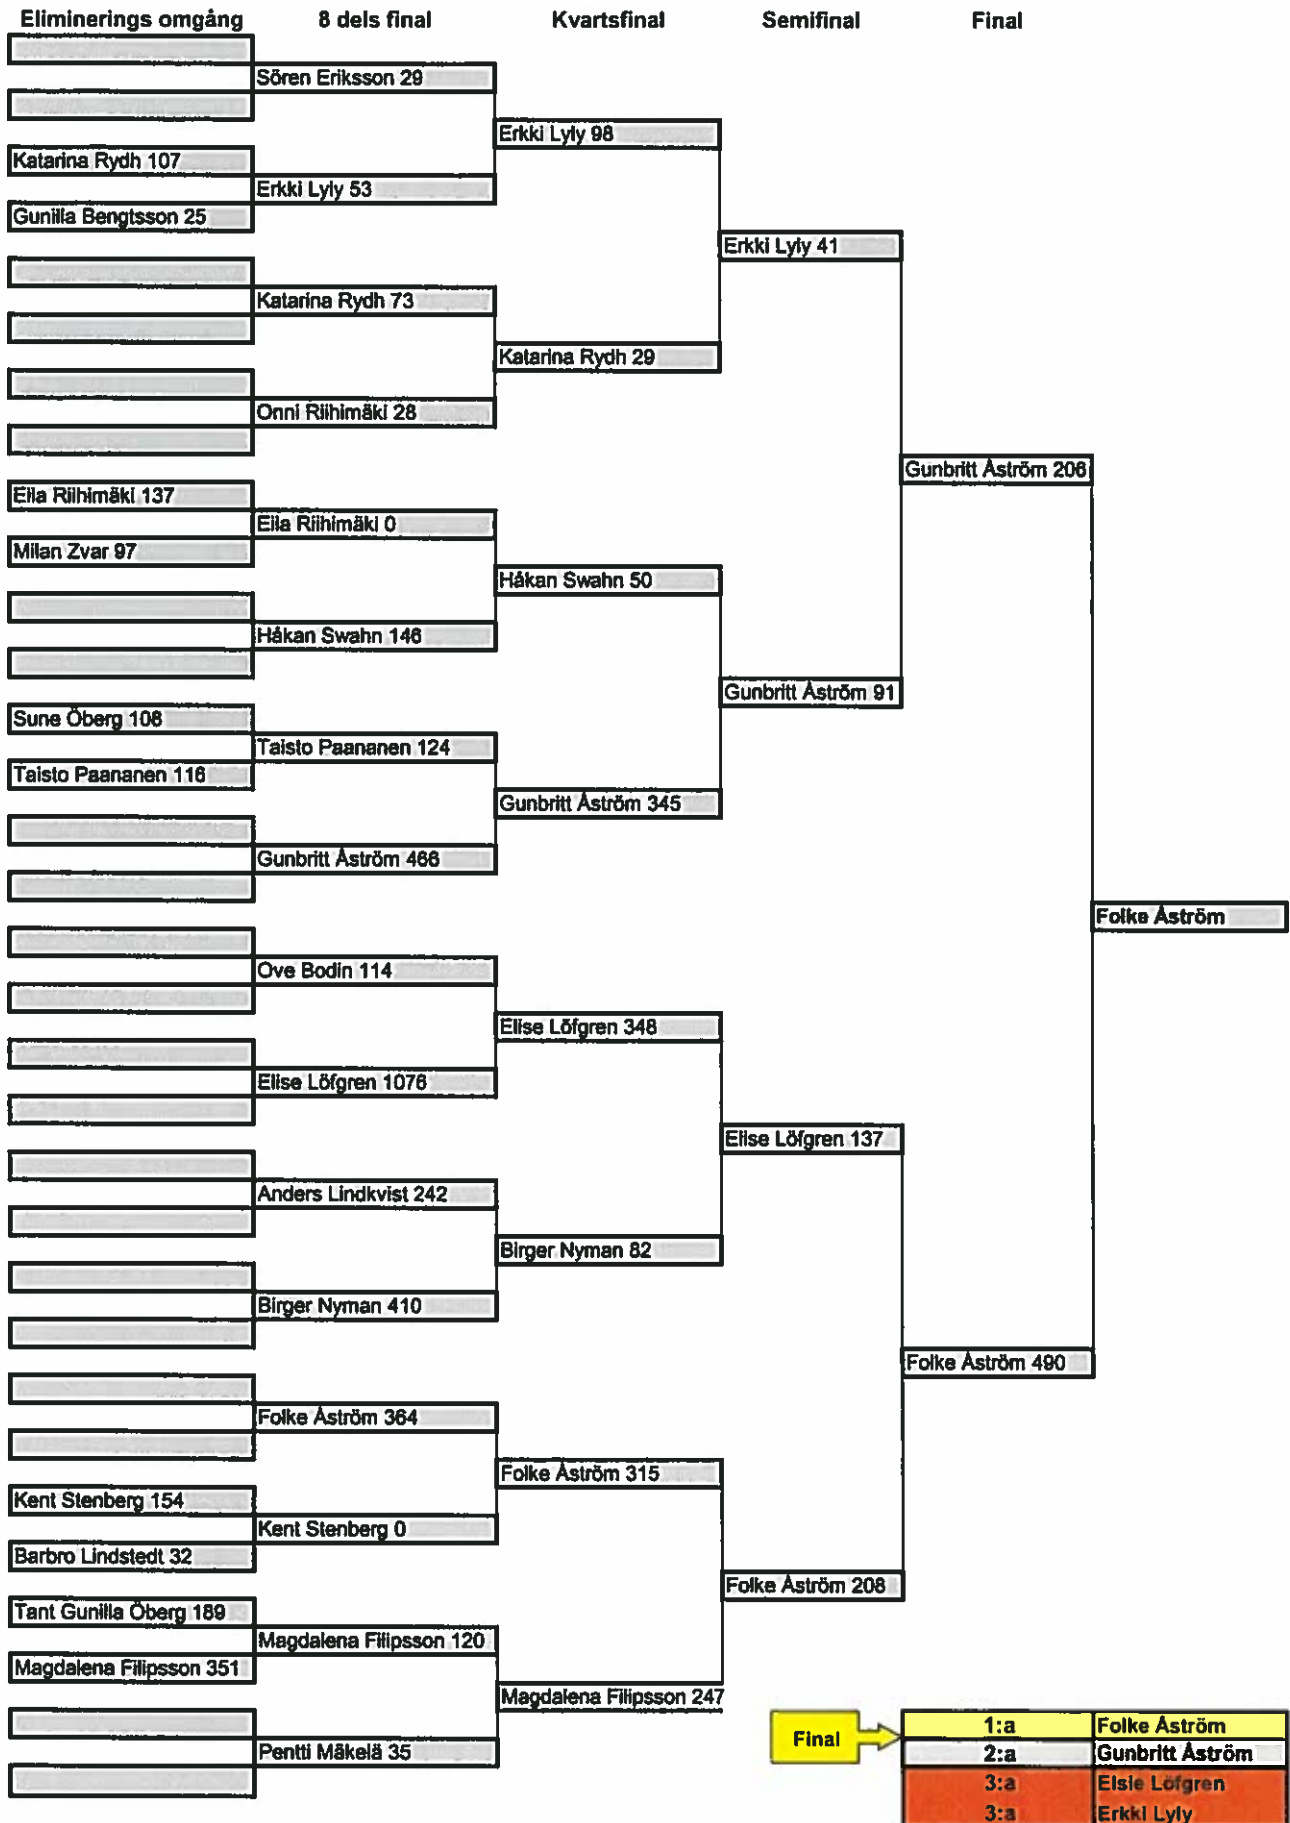 Eliminerings omgång 8 dels final Kvartsfinal Semifinal Final
Sören Eriksson 29
Erkki Lyly 98
Katarina Rydh 107
Erkki Lyly 53
Gunilla Bengtsson 25
Erkki Lyly 41
Katarina Rydh 73
Katarina Rydh 29
Onni Riihimäki 28
Gunbritt Åström 206
Eila Riihimäki 137
Eila Riihimäki 0
Milan Zvar 97
Håkan Swahn 50
Håkan Swahn 146
Gunbritt Åström 91
Sune Öberg 108
Taisto Paananen 124
Taisto Paananen 116
Gunbritt Åström 345
Gunbritt Åström 466
Folke Åström
Ove Bodin 114
Elise Löfgren 348
Elise Löfgren 1076
Elise Löfgren 137
Anders Lindkvist 242
Birger Nyman 82
Birger Nyman 410
Folke Åström 490
Folke Åström 364
Folke Åström 315
Kent Stenberg 154
Kent Stenberg 0
Barbro Lindstedt 32
Folke Åström 208
Tant Gunilla Öberg 189
Magdalena Filipsson 120
Magdalena Filipsson 351
Magdalena Filipsson 247
Pentti Mäkelä 35
Final
1:a Folke Åström
2:a Gunbritt Åström
3:a Elsie Löfgren
3:a Erkki Lyly